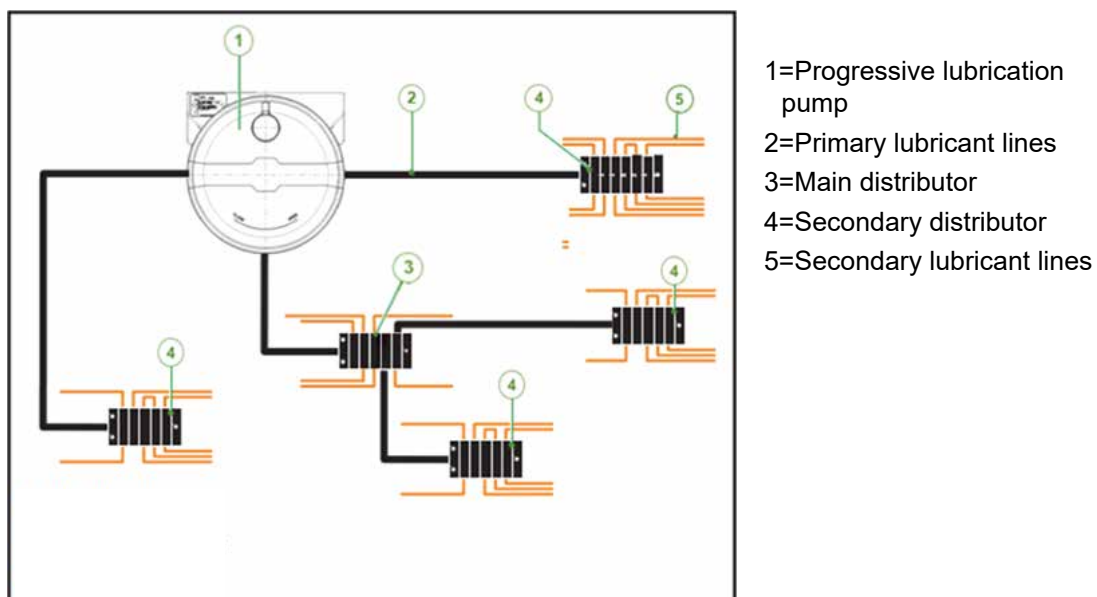 1
2
4
5
3
4
4
4
1=Progressive lubrication
pump
2=Primary lubricant lines
3=Main distributor
4=Secondary distributor
5=Secondary lubricant lines